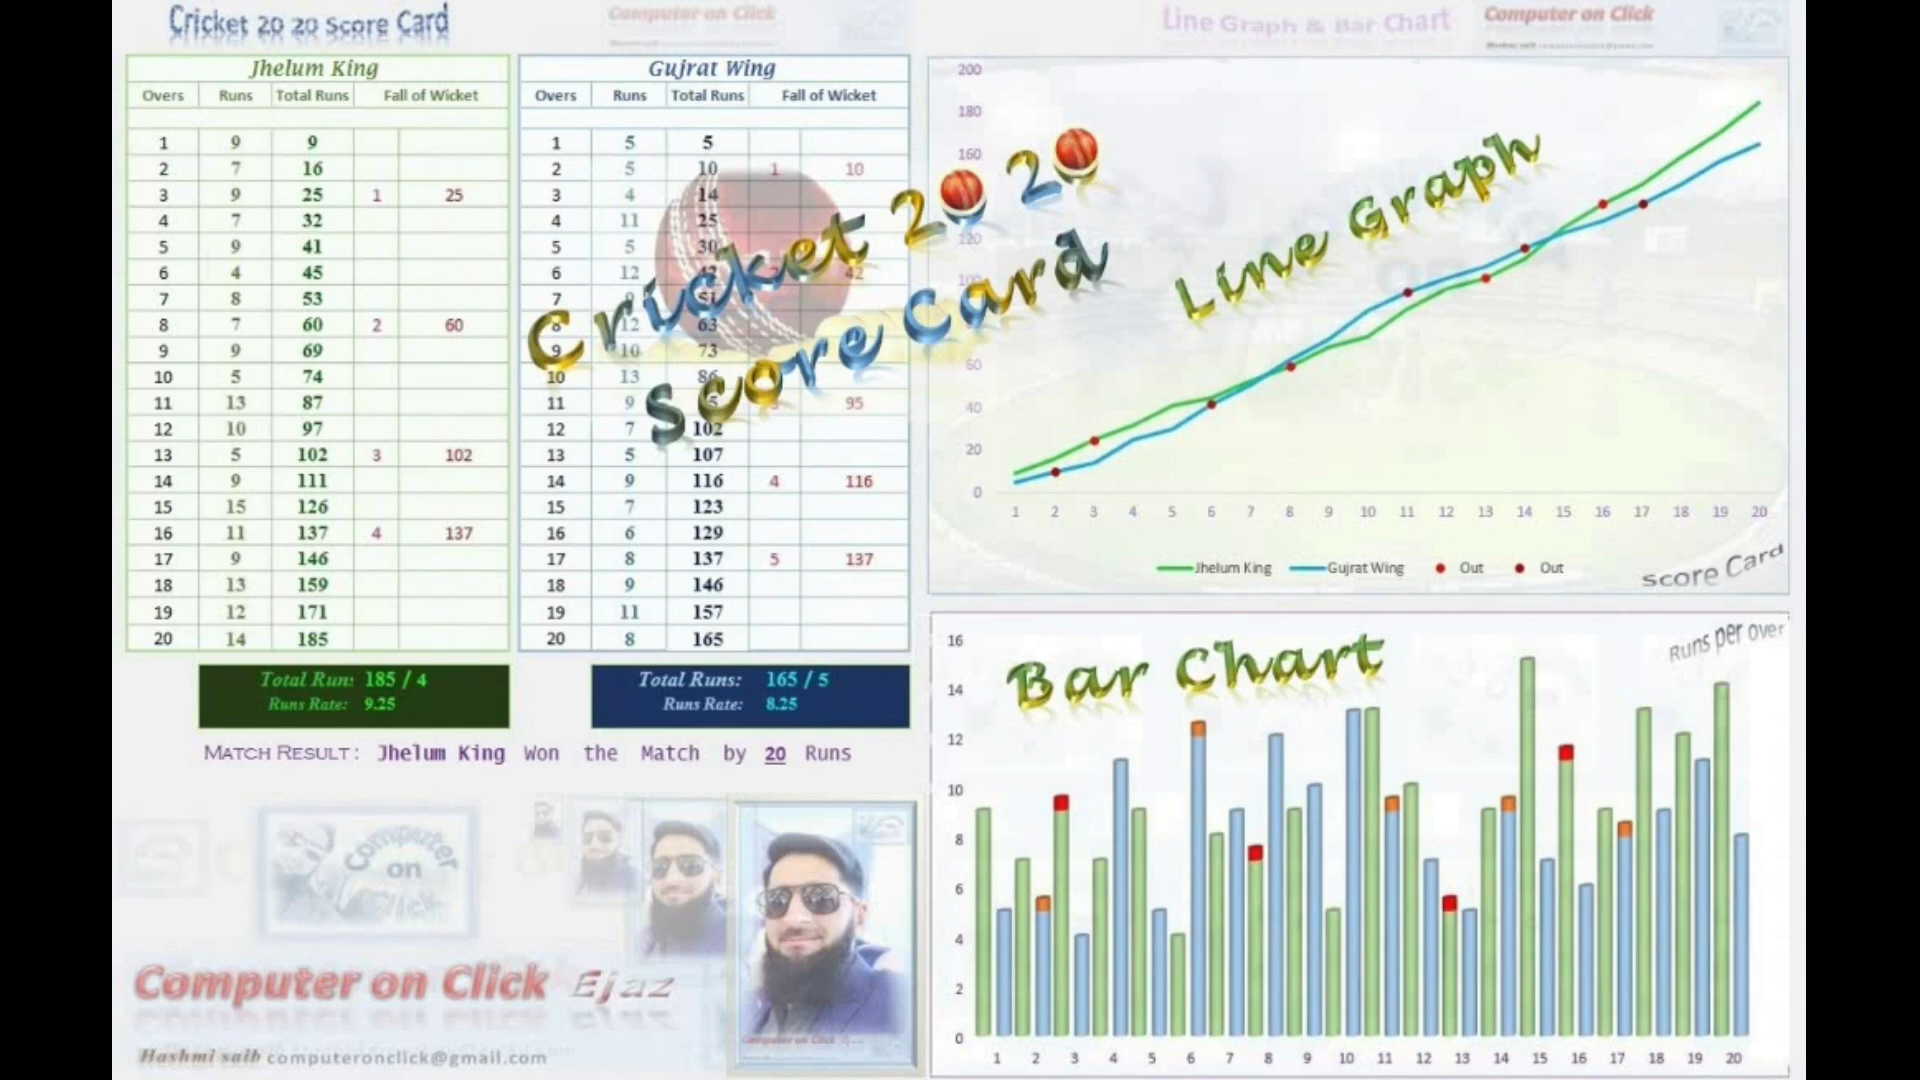 Cricket 20 20 Score Card
Computer on Click
Line Graph & Bar Chart
Computer on Click
Jhelum King
Overs Runs Total Runs Fall of Wicket
1 9 9
2 7 16
3 9 25 1 25
4 7 32
5 9 41
6 4 45
7 8 53
8 7 60 2 60
9 9 69
10 5 74
11 13 87
12 10 97
13 5 102 3 102
14 9 111
15 15 126
16 11 137 4 137
17 9 146
18 13 159
19 12 171
20 14 185
Total Run: 185 / 4
Runs Rate: 9.25
Gujrat Wing
Overs Runs Total Runs Fall of Wicket
1 5 5
2 5 10 1 10
3 4 14
4 11 25
5 5 30
6 12 42 2 42
7 9 51
8 12 63
9 10 73
10 13 86
11 9 95
12 7 102
13 5 107
14 9 116 4 116
15 7 123
16 6 129
17 8 137 5 137
18 9 146
19 11 157
20 8 165
Total Runs: 165 / 5
Runs Rate: 8.25
Cricket 20 20
Score Card
MATCH RESULT: Jhelum King Won the Match by 20 Runs
Line Graph
200
180
160
120
100
60
40
20
0
1 2 3 4 5 6 7 8 9 10 11 12 13 14 15 16 17 18 19 20
Jhelum King Gujrat Wing Out Out
Score Card
Bar Chart
Runs per over
16
14
12
10
8
6
4
2
0
1 2 3 4 5 6 7 8 9 10 11 12 13 14 15 16 17 18 19 20
Computer
on
Click
Computer on Click Ejaz
Hashmi saib computeronclick@gmail.com